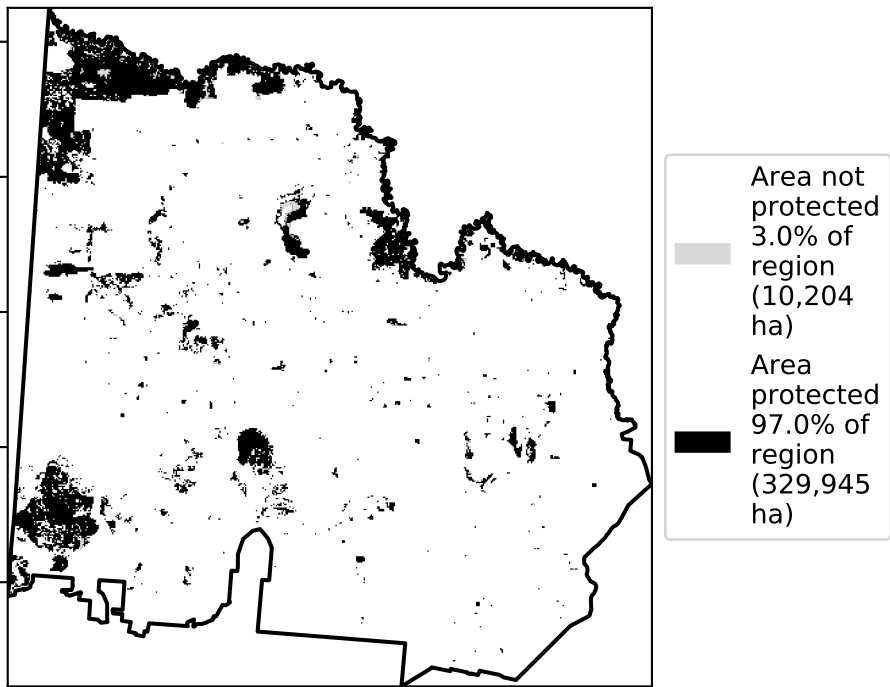 Area not
protected
3.0% of
region
(10,204
ha)
Area
protected
97.0% of
region
(329,945
ha)